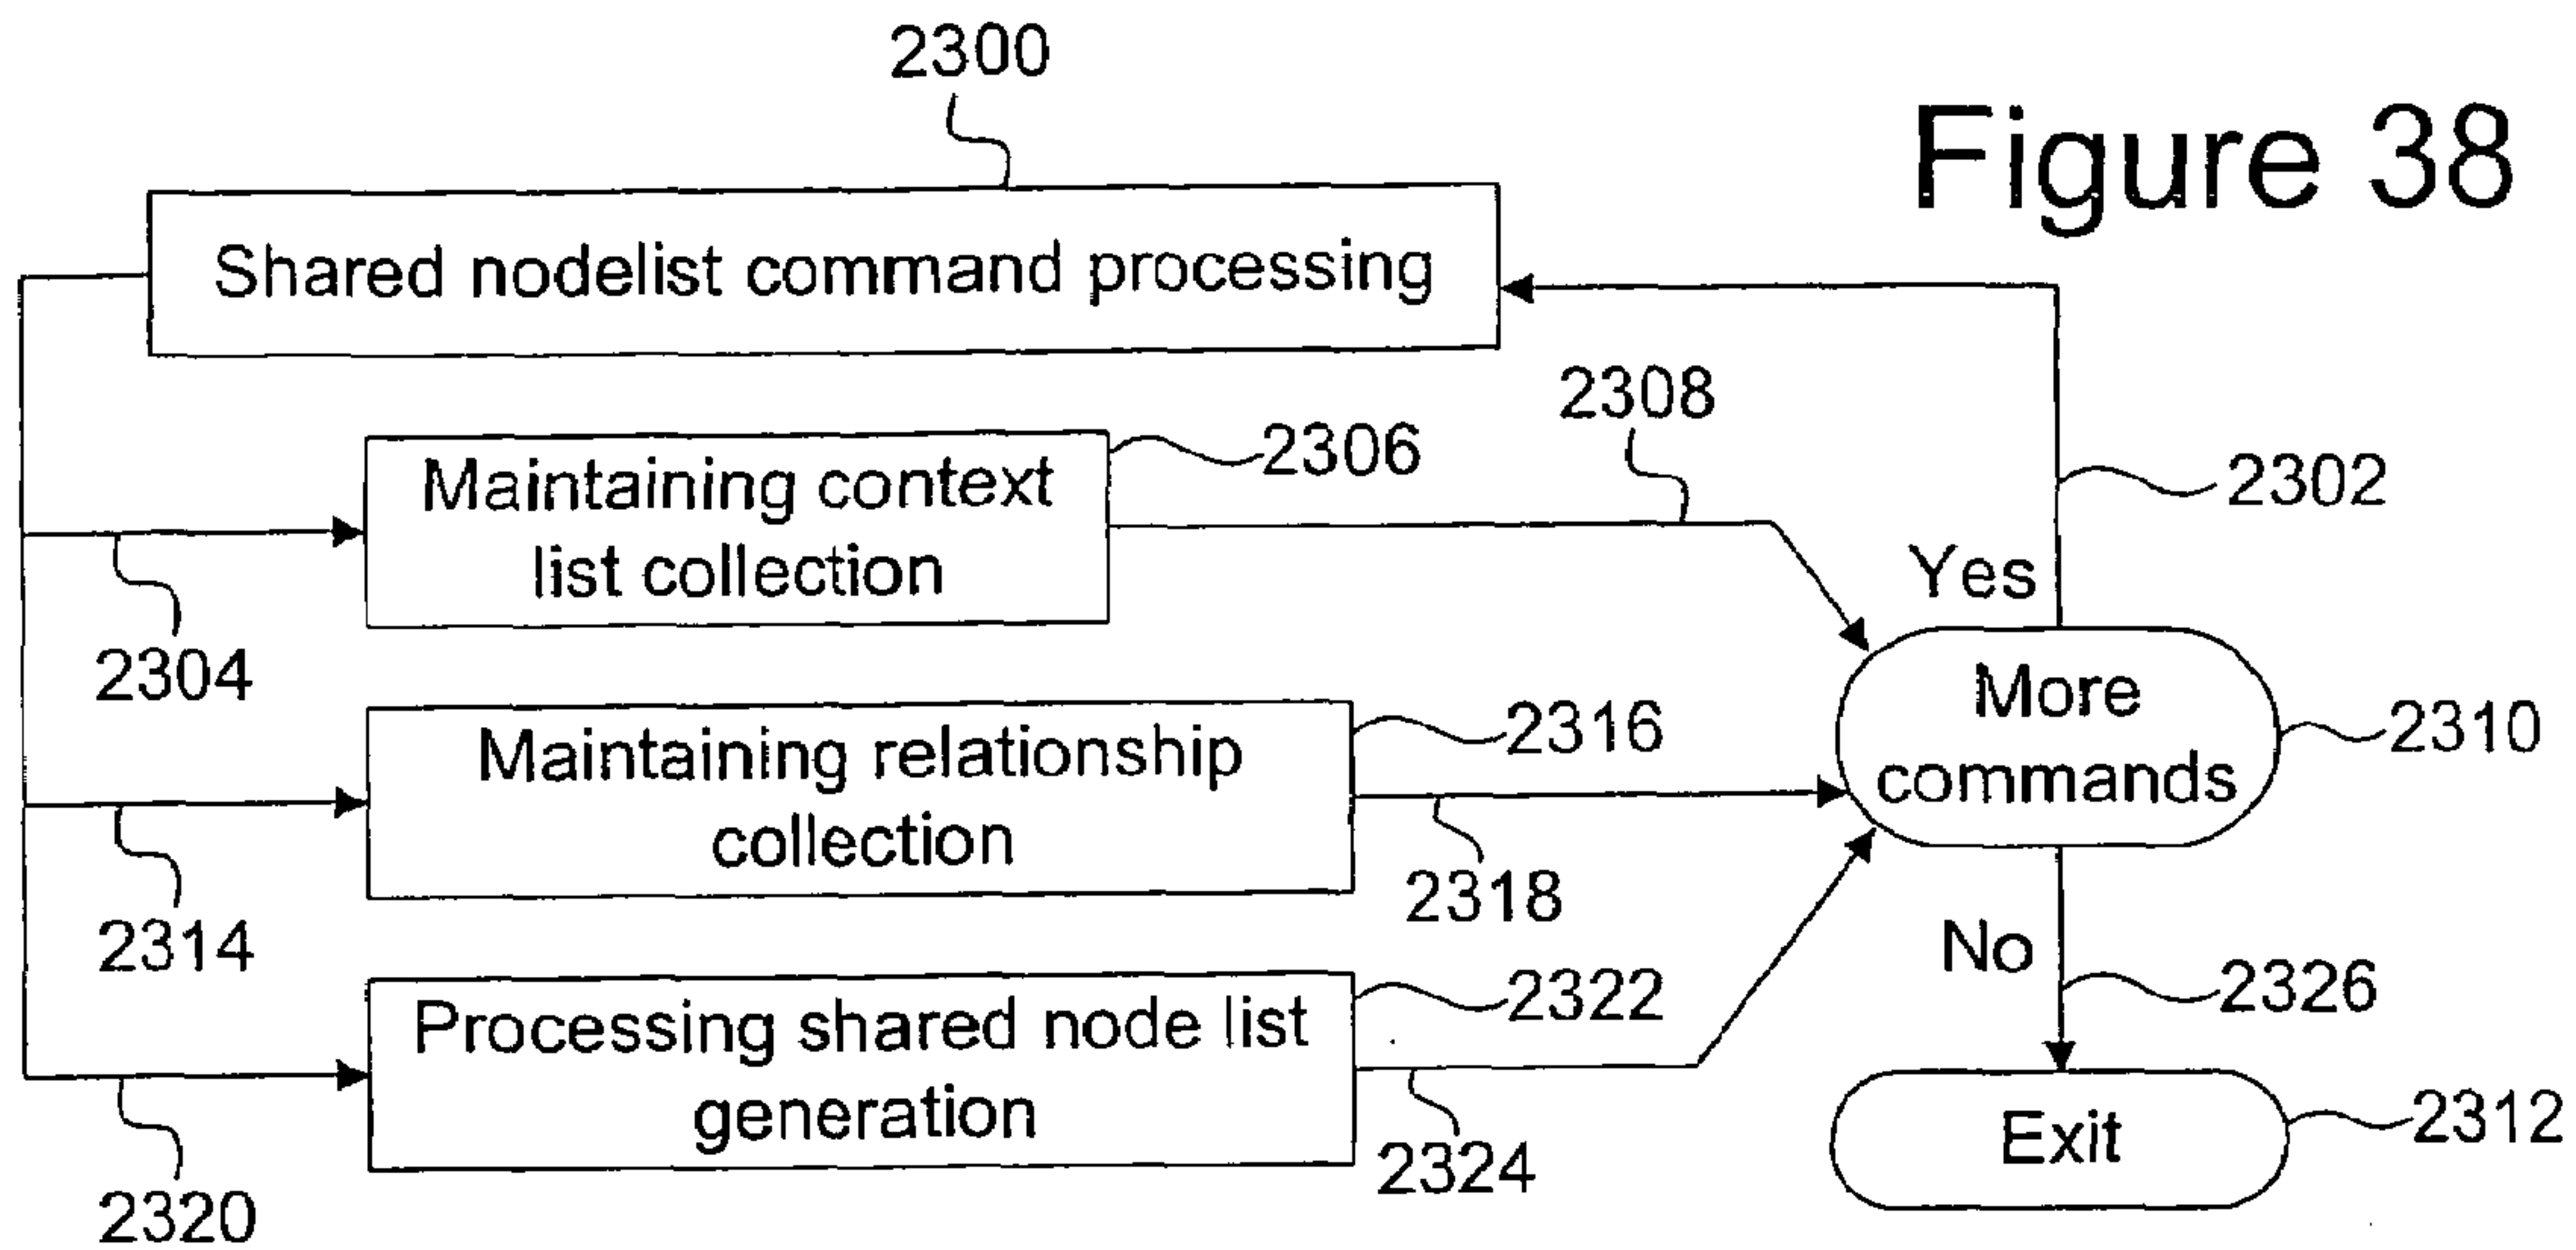 2300
Figure 38
Shared nodelist command processing
2308
Maintaining context
list collection
2306
2302
Yes
2304
More
commands
2310
Maintaining relationship
collection
2316
2318
2314
No
2326
Processing shared node list
generation
2322
2324
Exit
2312
2320